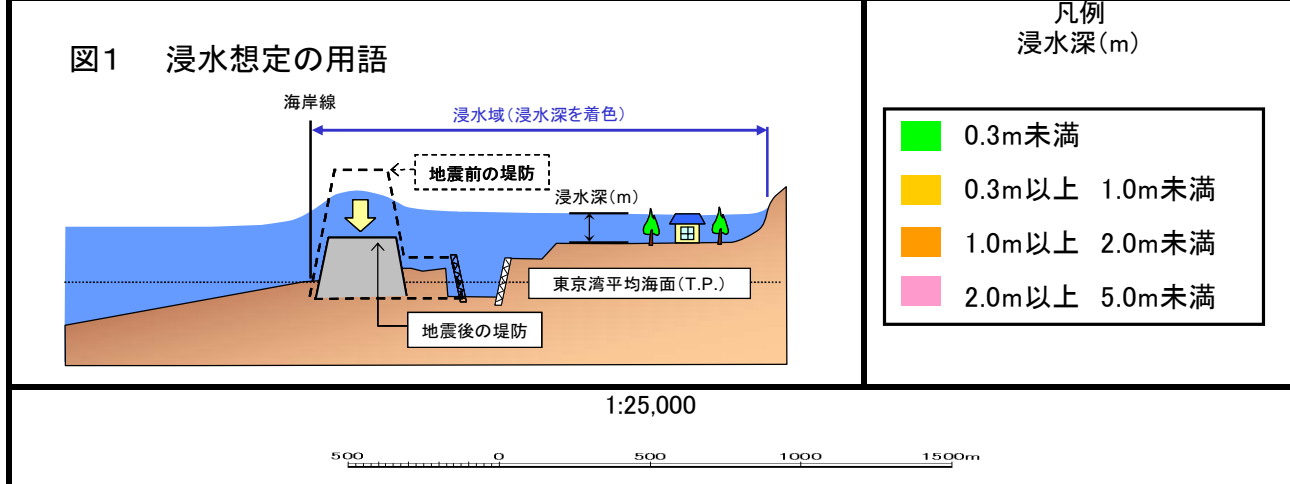 図1 浸水想定の用語
海岸線
浸水域(浸水深を着色)
地震前の堤防
浸水深(m)
東京湾平均海面(T.P.)
地震後の堤防
凡例
浸水深(m)
0.3m未満
0.3m以上 1.0m未満
1.0m以上 2.0m未満
2.0m以上 5.0m未満
1:25,000
500 0 500 1000 1500m